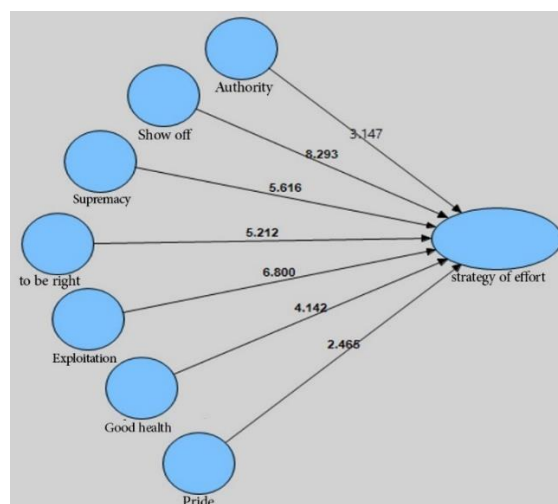 Authority
3.147
Show off
8.293
Supremacy
5.616
to be right
5.212
strategy of effort
Exploitation
6.800
Good health
4.142
Pride
2.465